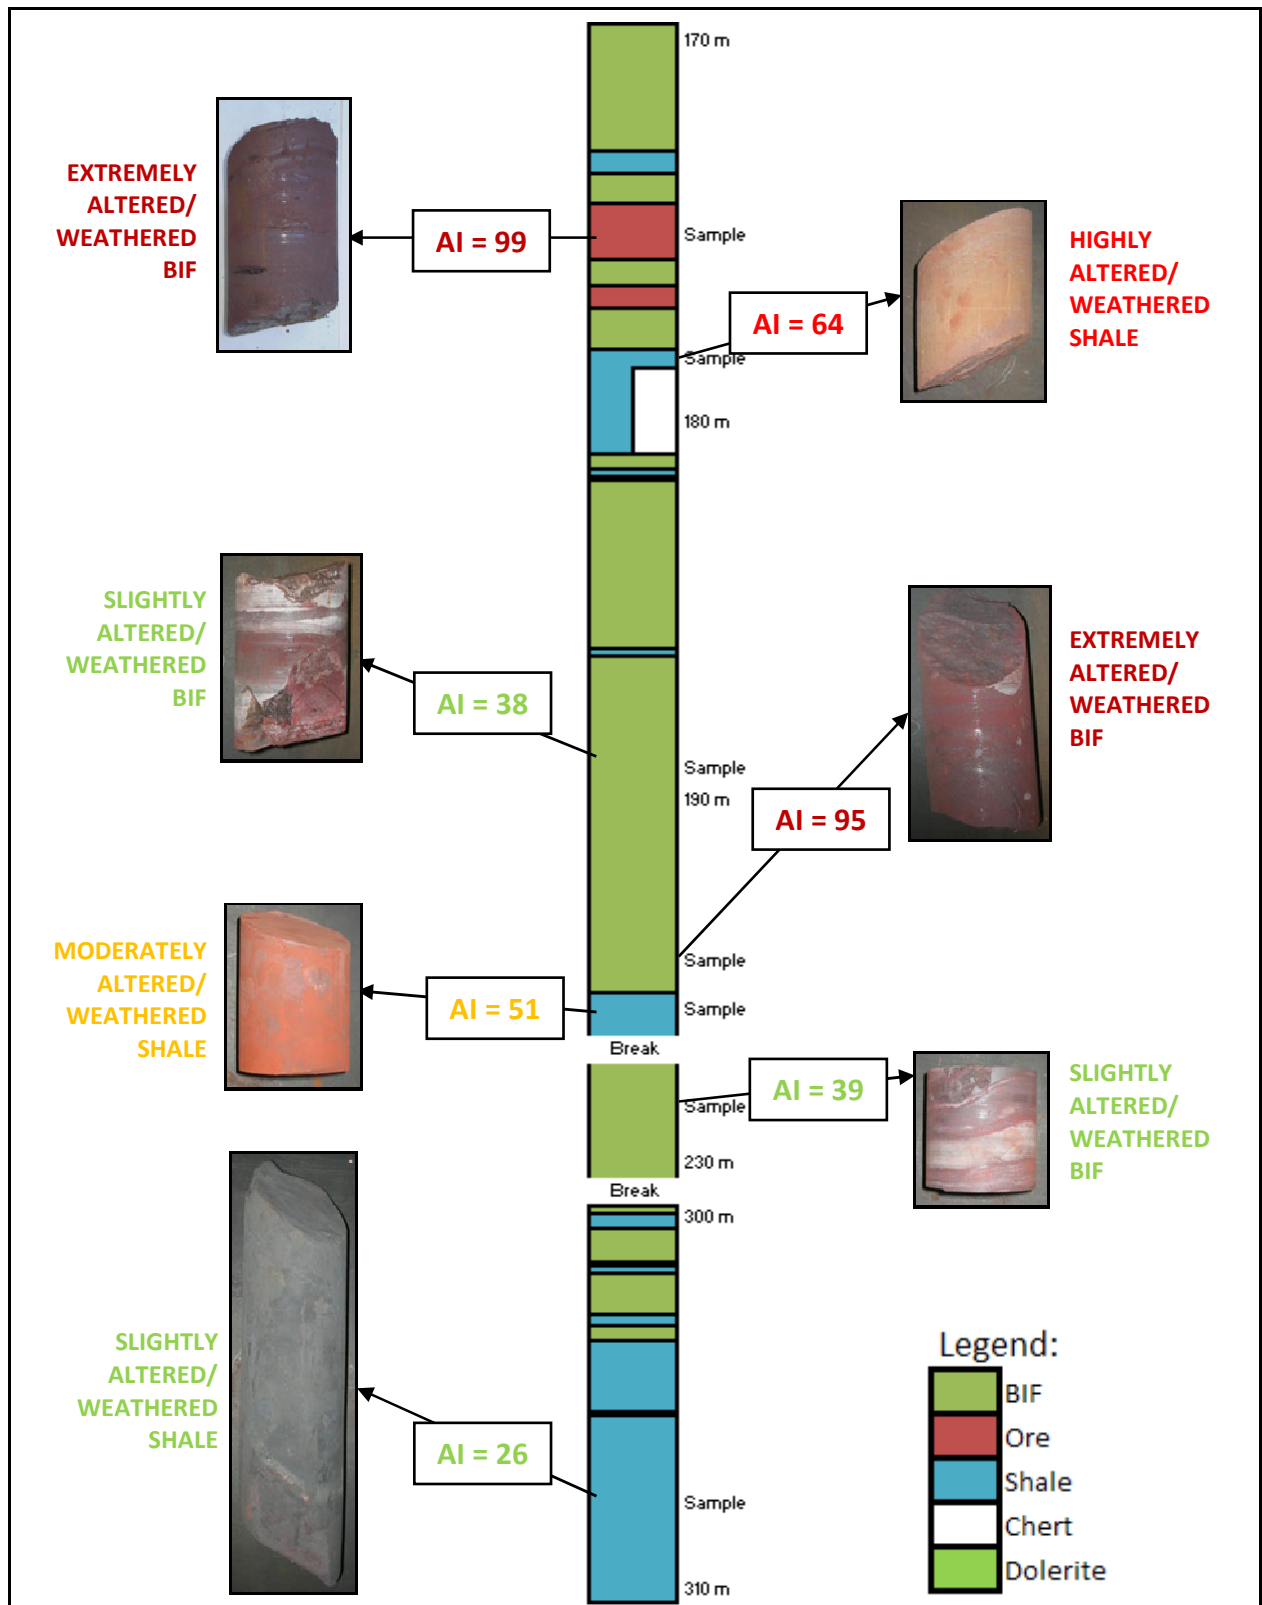 170 m
EXTREMELY
ALTERED/
WEATHERED
BIF
AI = 99
Sample
HIGHLY
ALTERED/
WEATHERED
SHALE
AI = 64
Sample
180 m
SLIGHTLY
ALTERED/
WEATHERED
BIF
AI = 38
Sample
190 m
EXTREMELY
ALTERED/
WEATHERED
BIF
AI = 95
Sample
MODERATELY
ALTERED/
WEATHERED
SHALE
AI = 51
Sample
Break
SLIGHTLY
ALTERED/
WEATHERED
BIF
AI = 39
Sample
230 m
Break
300 m
SLIGHTLY
ALTERED/
WEATHERED
SHALE
AI = 26
Sample
310 m
Legend:
BIF
Ore
Shale
Chert
Dolerite